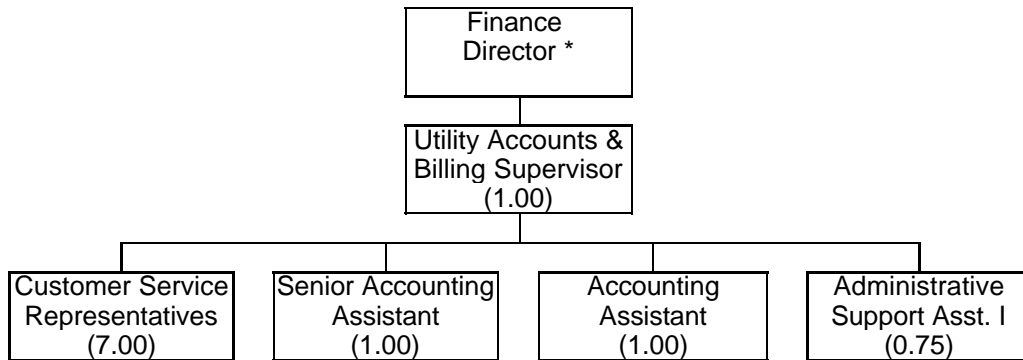 Finance
Director *
Utility Accounts &
Billing Supervisor
(1.00)
Customer Service
Representatives
(7.00)
Senior Accounting
Assistant
(1.00)
Accounting
Assistant
(1.00)
Administrative
Support Asst. I
(0.75)